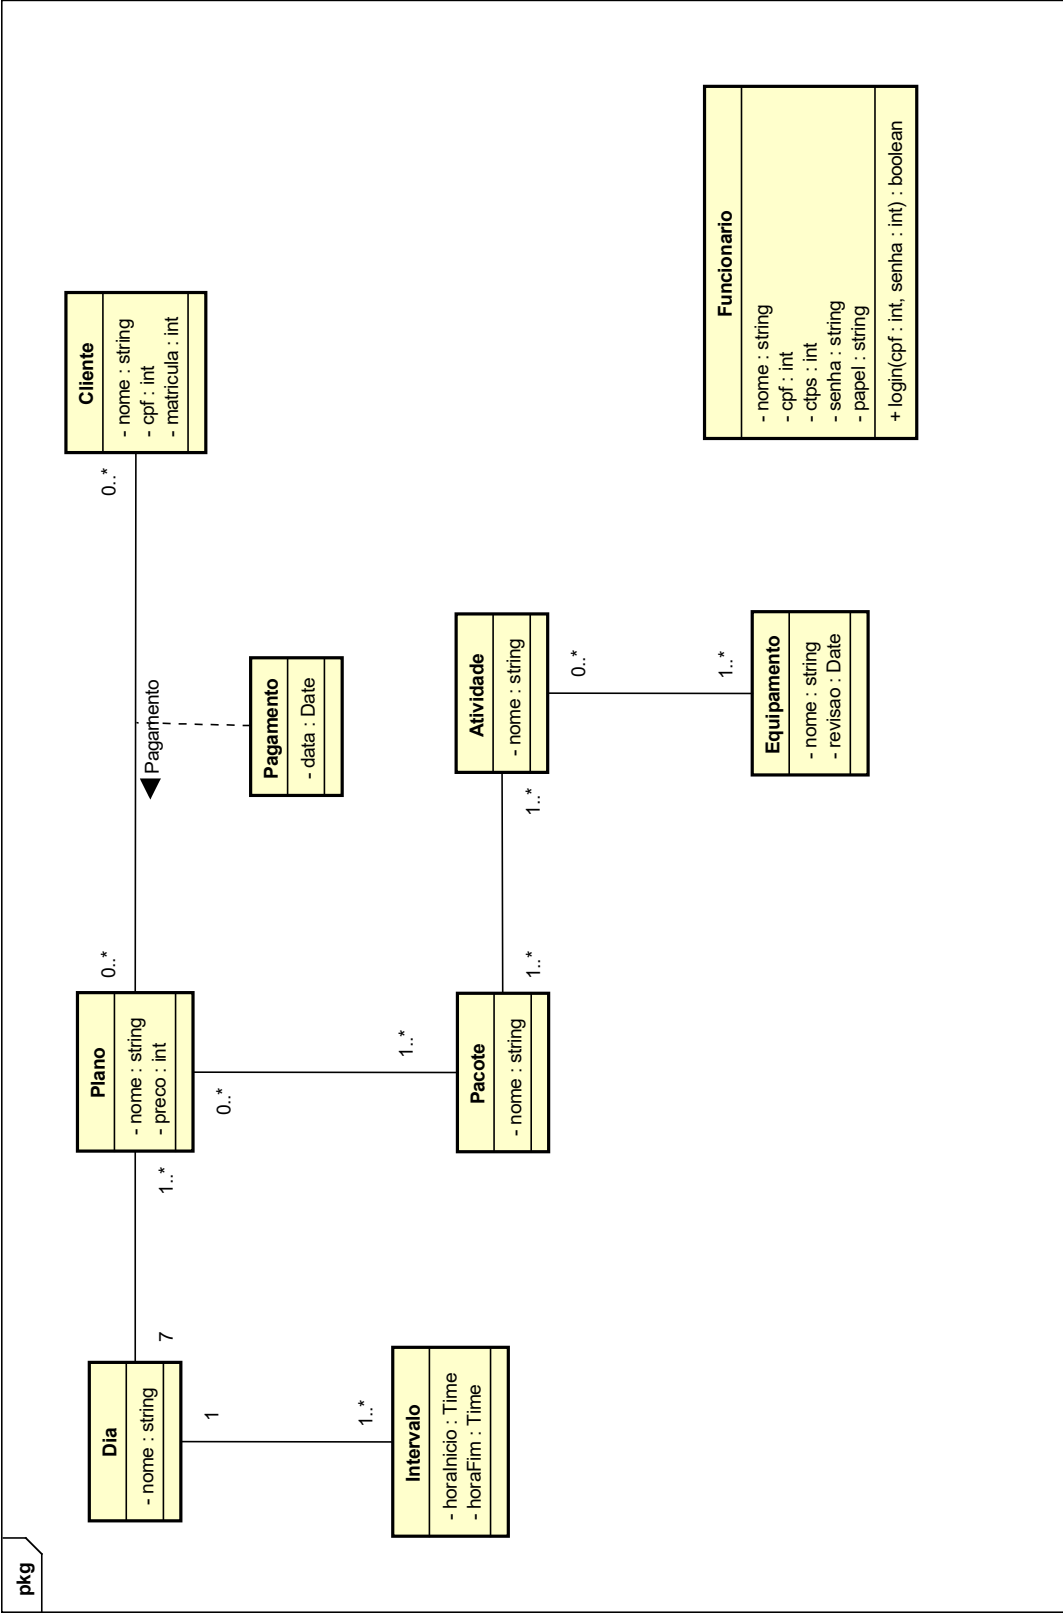 pkg
Dia
- nome : string
7
1..*
Plano
- nome : string
- preco : int
0..*
Pagamento
0..*
Cliente
- nome : string
- cpf : int
- matricula : int
1
1..*
Intervalo
- horaInicio : Time
- horaFim : Time
0..*
1..*
Pacote
- nome : string
1..*
1..*
Pagamento
- data : Date
Atividade
- nome : string
0..*
1..*
Equipamento
- nome : string
- revisao : Date
Funcionario
- nome : string
- cpf : int
- ctps : int
- senha : string
- papel : string
+ login(cpf : int, senha : int) : boolean